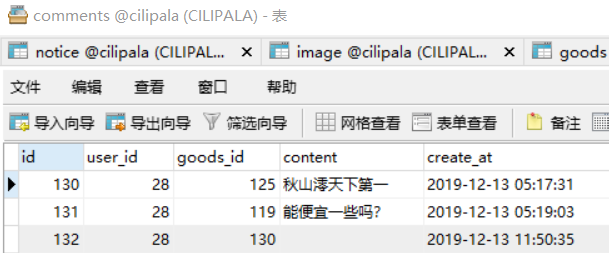 comments @cilipala (CILIPALA) - 表
notice @cilipala (CILIPAL... × image @cilipala (CILIPALA... × goods
文件 编辑 查看 窗口 帮助
导入向导 导出向导 筛选向导 网格查看 表单查看 备注
id user_id goods_id content create_at
130 28 125 秋山澪天下第一 2019-12-13 05:17:31
131 28 119 能便宜一些吗? 2019-12-13 05:19:03
132 28 130 2019-12-13 11:50:35